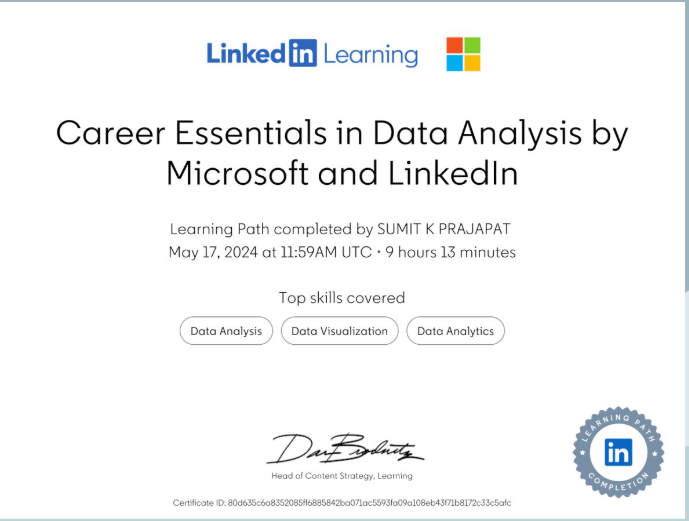 Linked in Learning
Career Essentials in Data Analysis by
Microsoft and LinkedIn
Learning Path completed by SUMIT K PRAJAPAT
May 17, 2024 at 11:59AM UTC • 9 hours 13 minutes
Top skills covered
Data Analysis Data Visualization Data Analytics
Head of Content Strategy, Learning
LEARNING PATH
in
COMPLETION
Certificate ID: 80d635c6a8352085ff6885842ba071ac5593fa09a108eb43f71b8172c33c5afc